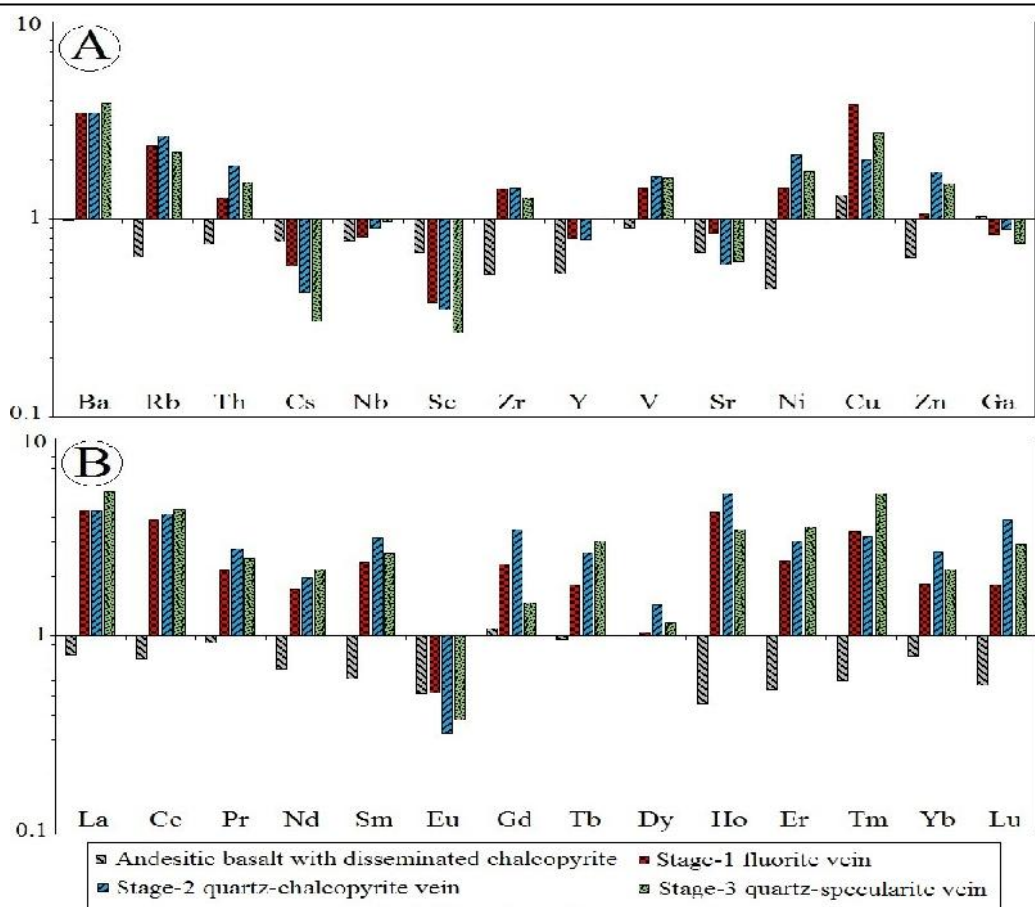 10
A
1
Ba Rb Th Cs Nb Sc Zr Y V Sr Ni Cu Zn Ga
0.1
10
B
1
La Ce Pr Nd Sm Eu Gd Tb Dy Ho Er Tm Yb Lu
0.1
Andesitic basalt with disseminated chalcopyrite Stage-1 fluorite vein
Stage-2 quartz-chalcopyrite vein Stage-3 quartz-specularite vein